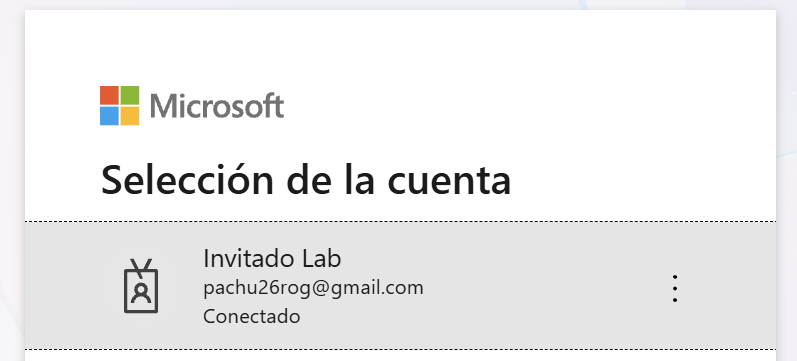 Microsoft
Selección de la cuenta
Invitado Lab
pachu26rog@gmail.com
Conectado